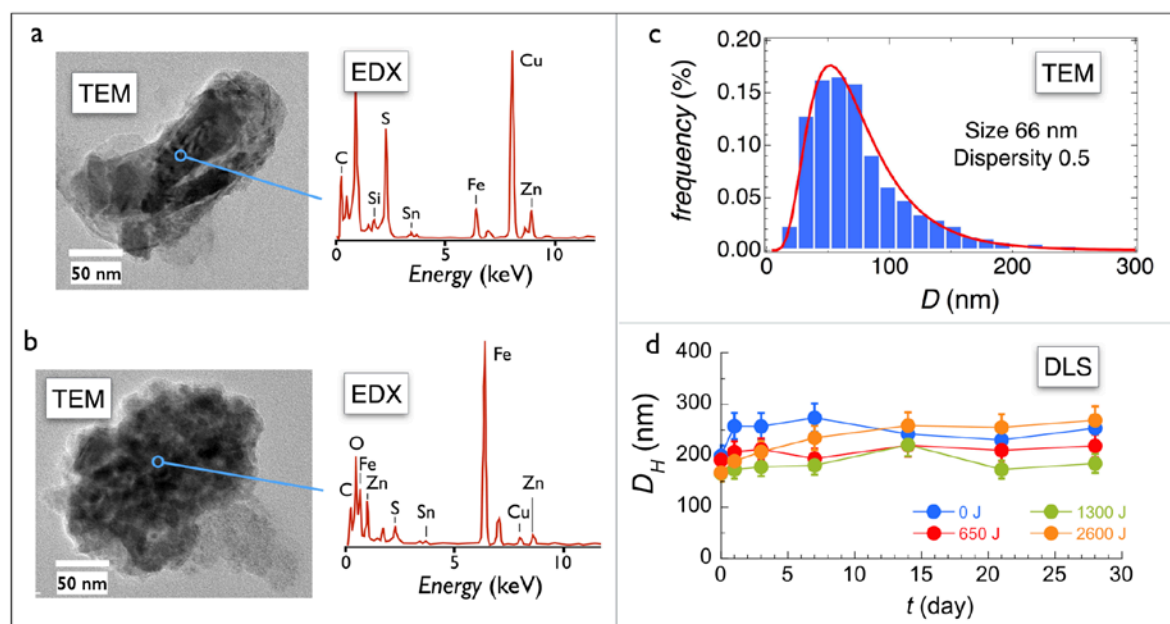 a
TEM
50 nm
EDX
C
Si
S
Sn
Fe
Cu
Zn
0
5
10
Energy (keV)
b
TEM
50 nm
EDX
C
O
Fe
Zn
S
Sn
Fe
Cu
Zn
0
5
10
Energy (keV)
c
TEM
frequency (%)
0.20
0.15
0.10
0.05
0.00
Size 66 nm
Dispersity 0.5
0
100
200
300
D (nm)
d
DLS
D_H (nm)
400
300
200
100
0
0 J
1300 J
650 J
2600 J
0
5
10
15
20
25
30
t (day)